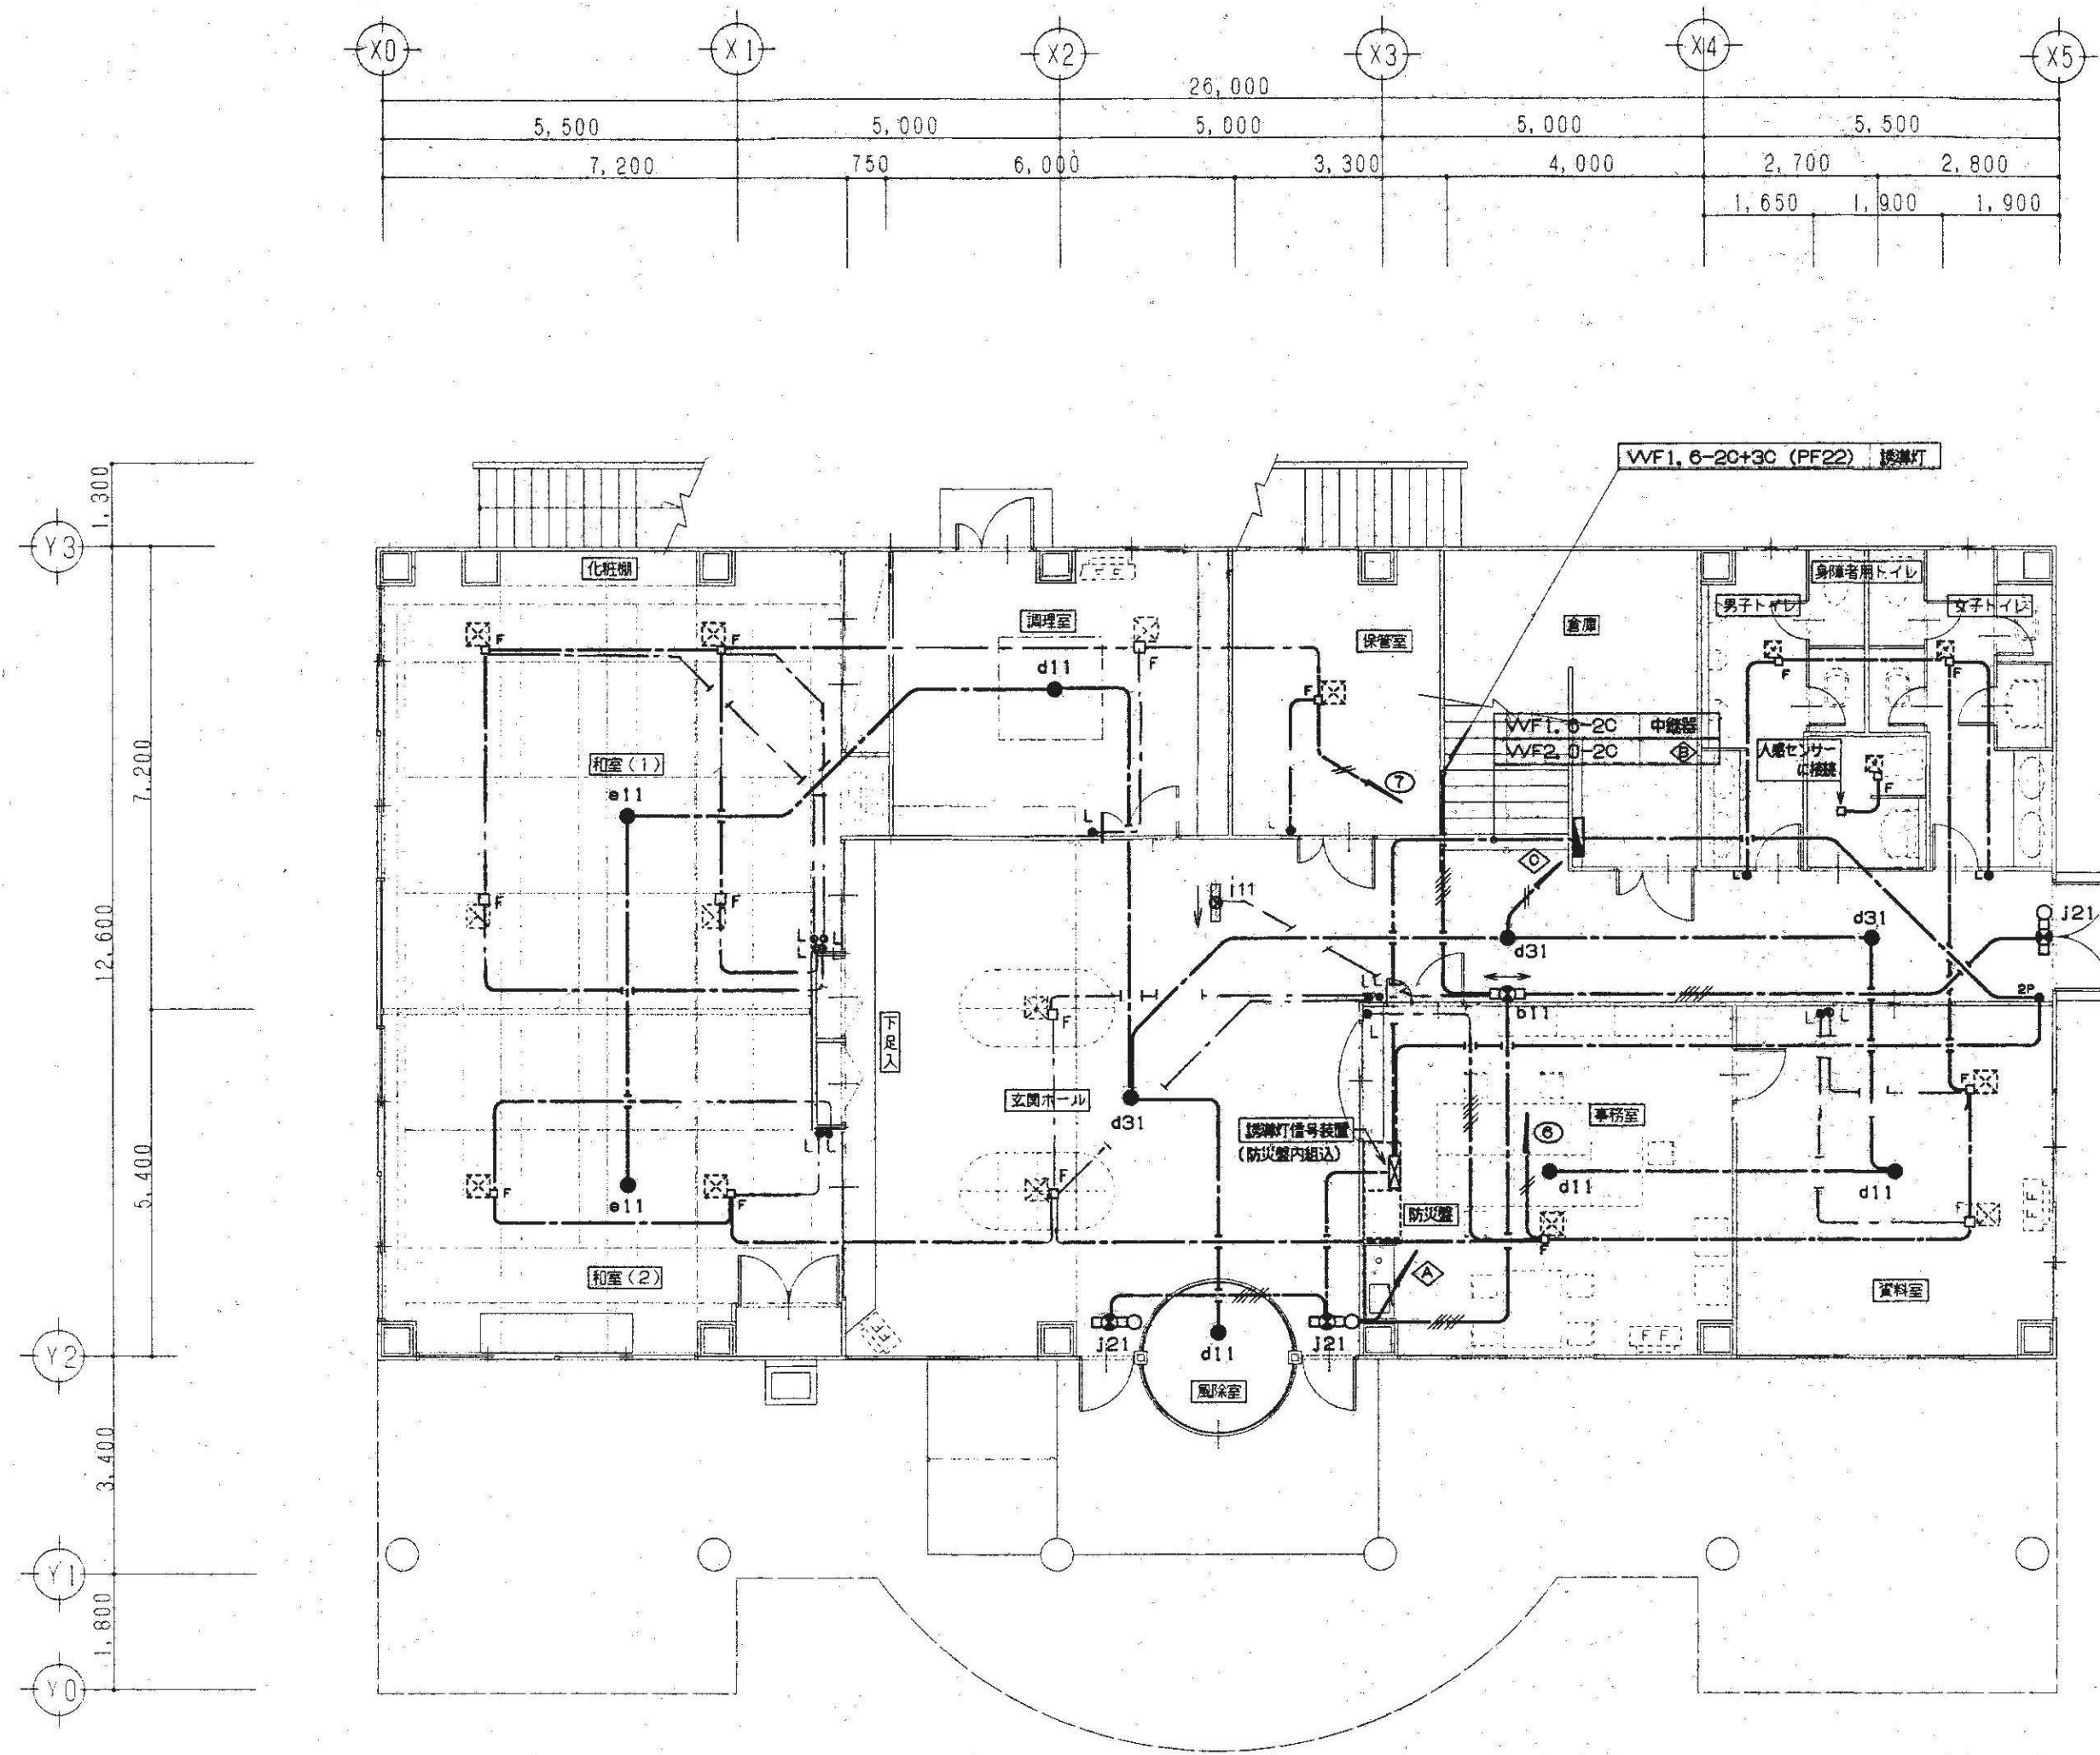 X0 X1 X2 X3 X4 X5
26,000
5,500 5,000 5,000 5,000 5,500
7,200 750 6,000 3,300 4,000 2,700 2,800
1,650 1,900 1,900
VVF1.6-2C+3C (PF22) 誘導灯
1,300
Y3
化粧棚
FF
身障者用トイレ
男子トイレ
女子トイレ
調理室
保管室
倉庫
F F F F F F
d11
VVF1.6-2C 中継器
VVF2.0-2C B
人感センサーに接続
F
和室(1)
7,200
e11
7
L L
C
L L
F F
j11
d31
d31
j21
12,600
L L
L L
2P
b11
F
L
L L
下足入
玄関ホール
d31
誘導灯信号装置
(防災盤内組込)
6
事務室
F
5,400
F F
e11
F
d11
d11
F
FF
防災盤
L L
F
A
和室(2)
資料室
FF
j21
d11
j21
FF
Y2
風除室
3,400
Y1
1,800
Y0